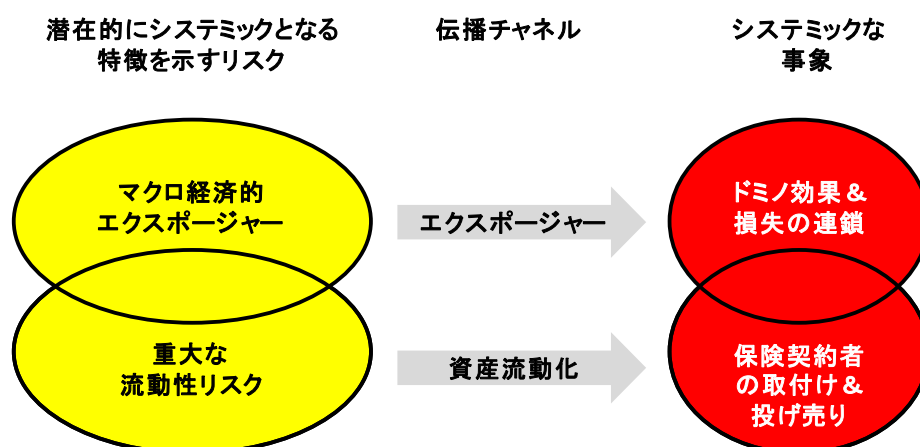 潜在的にシステミックとなる
特徴を示すリスク
伝播チャネル
システミックな
事象
マクロ経済的
エクスポージャー
エクスポージャー
ドミノ効果＆
損失の連鎖
重大な
流動性リスク
資産流動化
保険契約者
の取付け＆
投げ売り